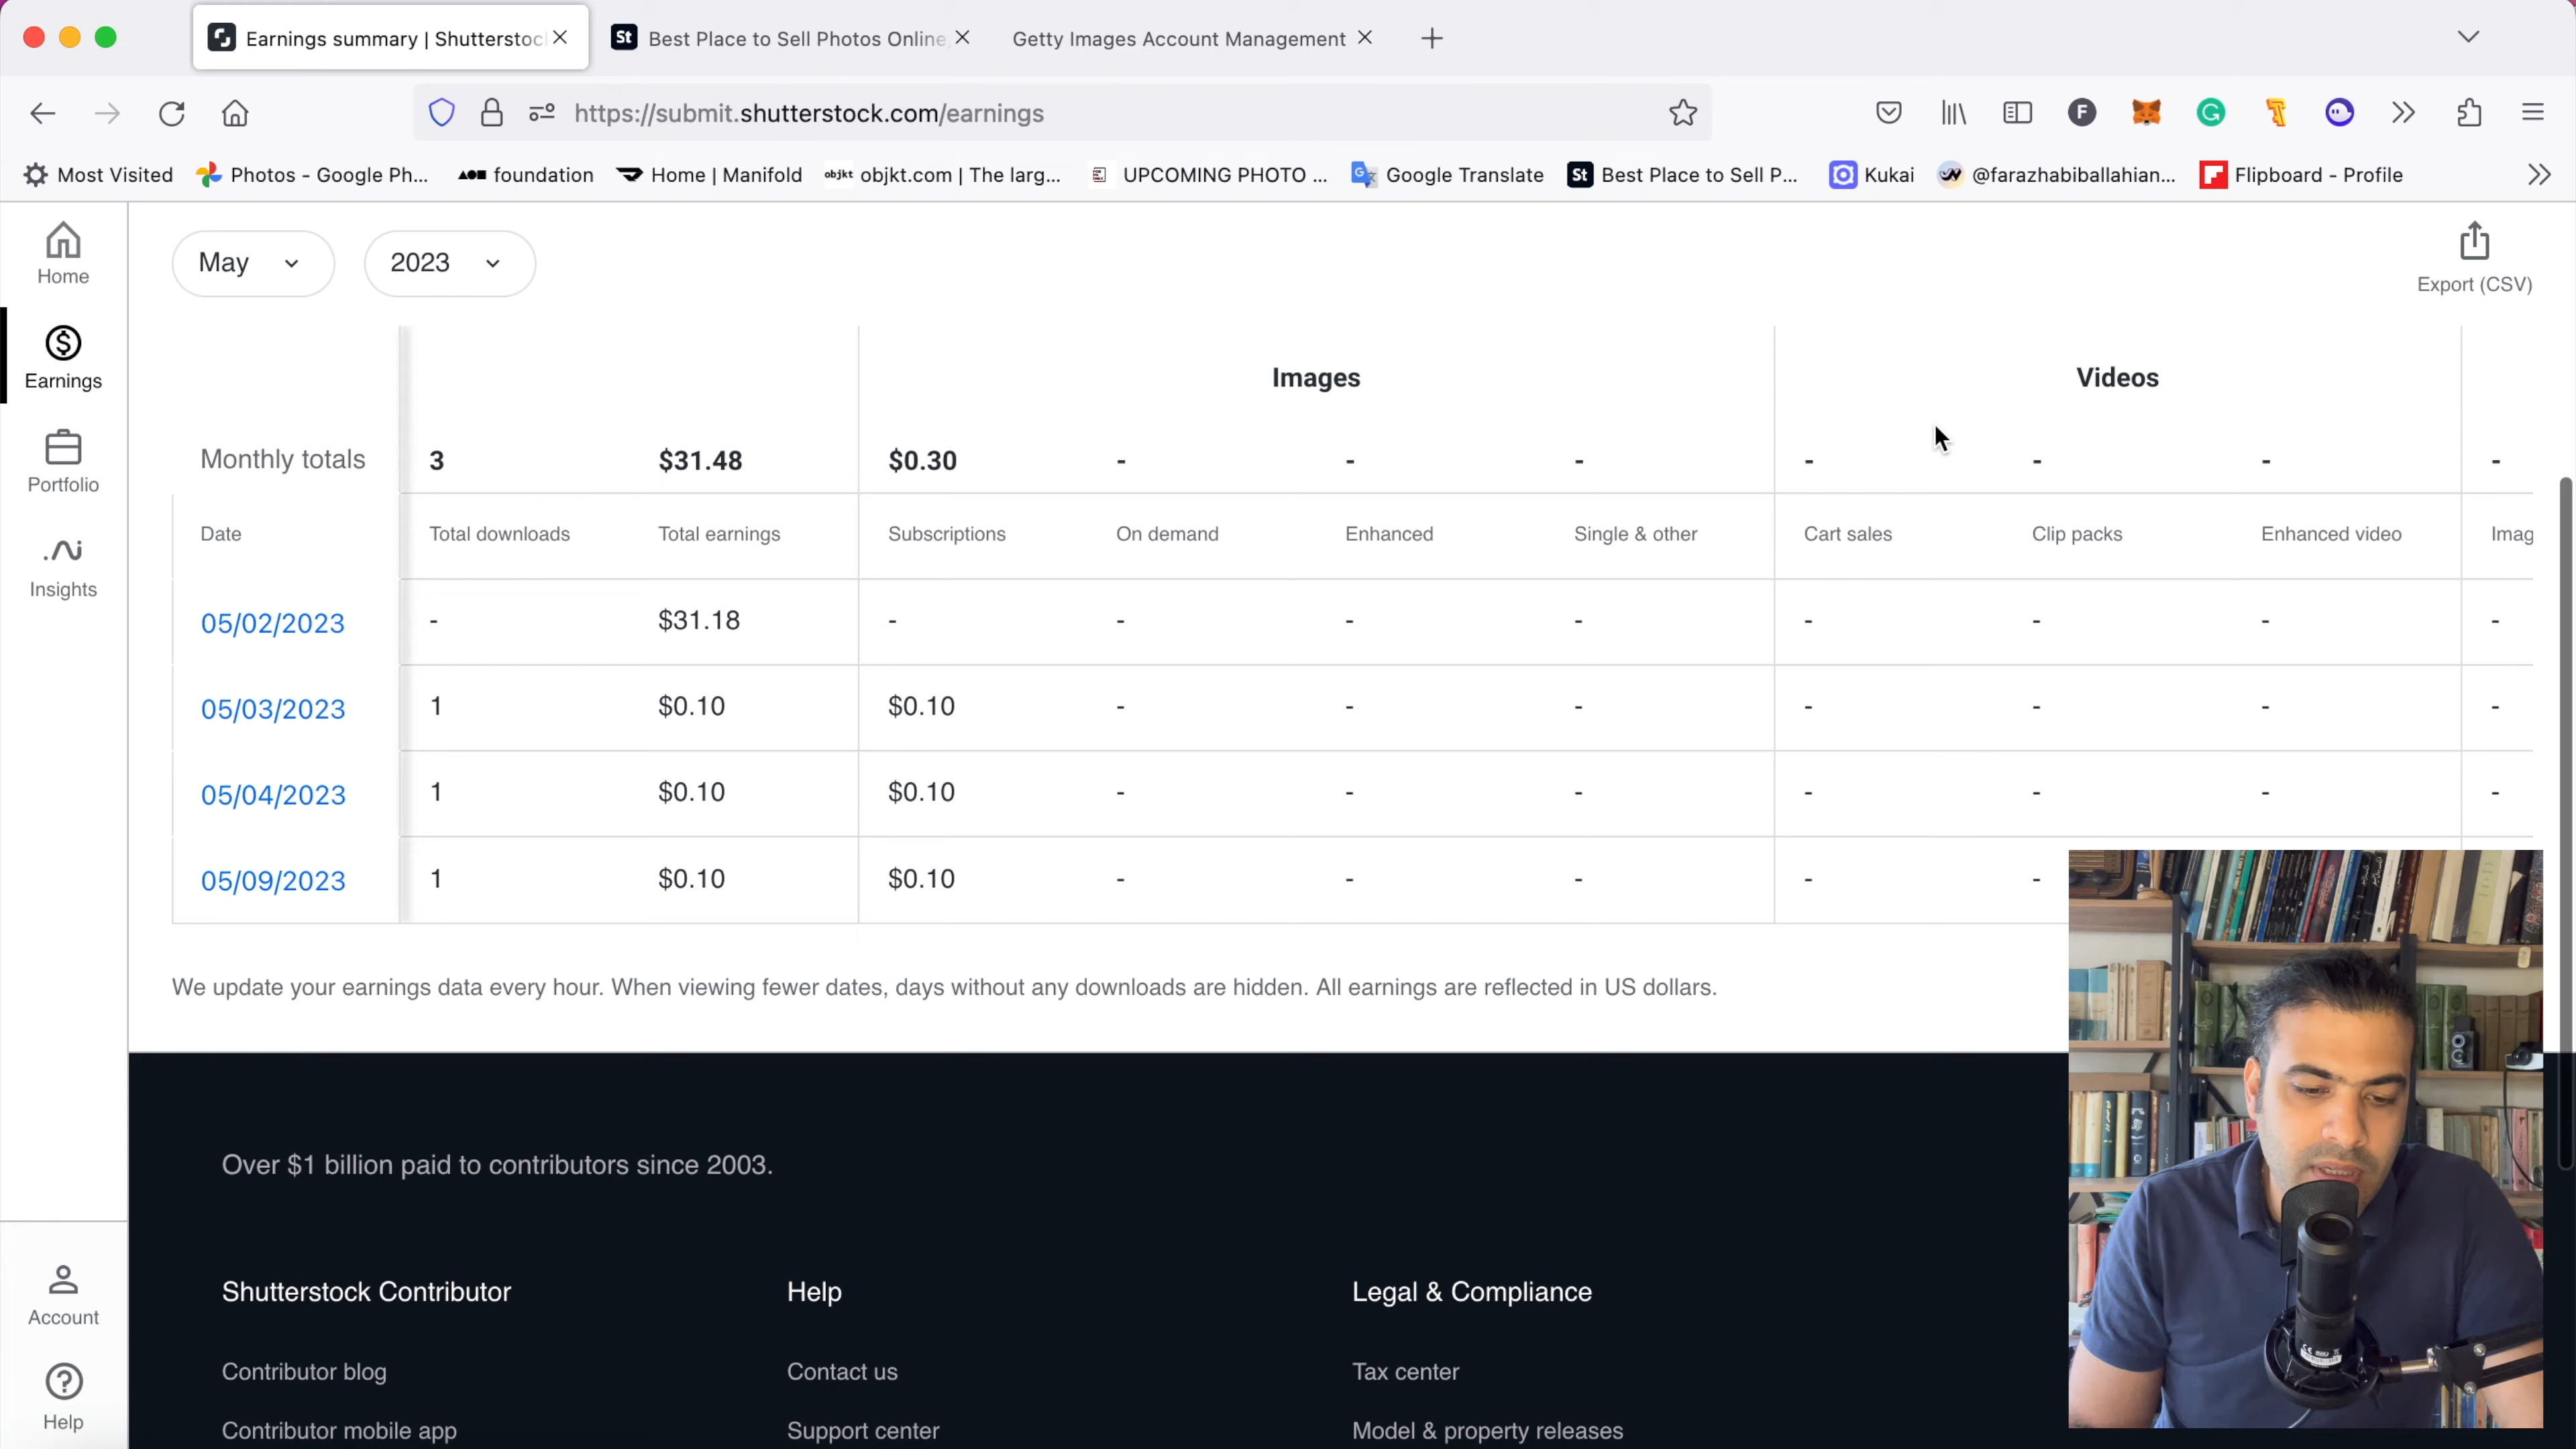 Earnings summary | Shutterstoc
St Best Place to Sell Photos Online,
Getty Images Account Management
https://submit.shutterstock.com/earnings
Most Visited
Photos - Google Ph...
foundation
Home | Manifold
objkt objkt.com | The larg...
UPCOMING PHOTO ...
Google Translate
St Best Place to Sell P...
Kukai
@farazhabiballahian...
Flipboard - Profile
Home
Earnings
Portfolio
Insights
Account
Help
May
2023
Export (CSV)
Images Videos
Monthly totals 3 $31.48 $0.30 - - - - - - -
Date Total downloads Total earnings Subscriptions On demand Enhanced Single & other Cart sales Clip packs Enhanced video Imag
05/02/2023 - $31.18 - - - - - - - -
05/03/2023 1 $0.10 $0.10 - - - - - - -
05/04/2023 1 $0.10 $0.10 - - - - - - -
05/09/2023 1 $0.10 $0.10 - - - - -
We update your earnings data every hour. When viewing fewer dates, days without any downloads are hidden. All earnings are reflected in US dollars.
Over $1 billion paid to contributors since 2003.
Shutterstock Contributor
Contributor blog
Contributor mobile app
Help
Contact us
Support center
Legal & Compliance
Tax center
Model & property releases